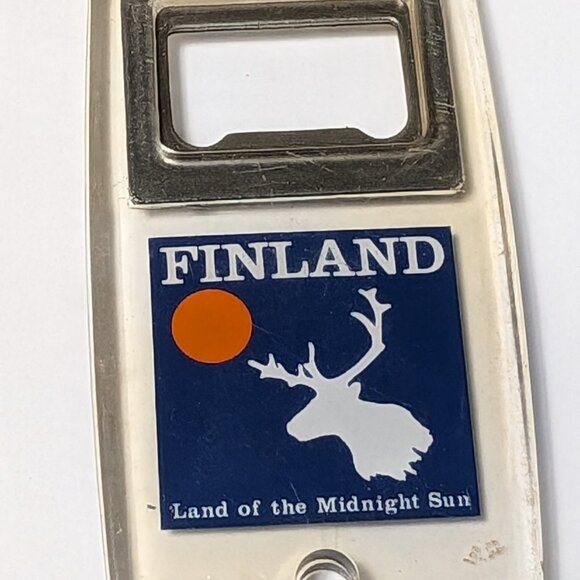 FINLAND
Land of the Midnight Sun